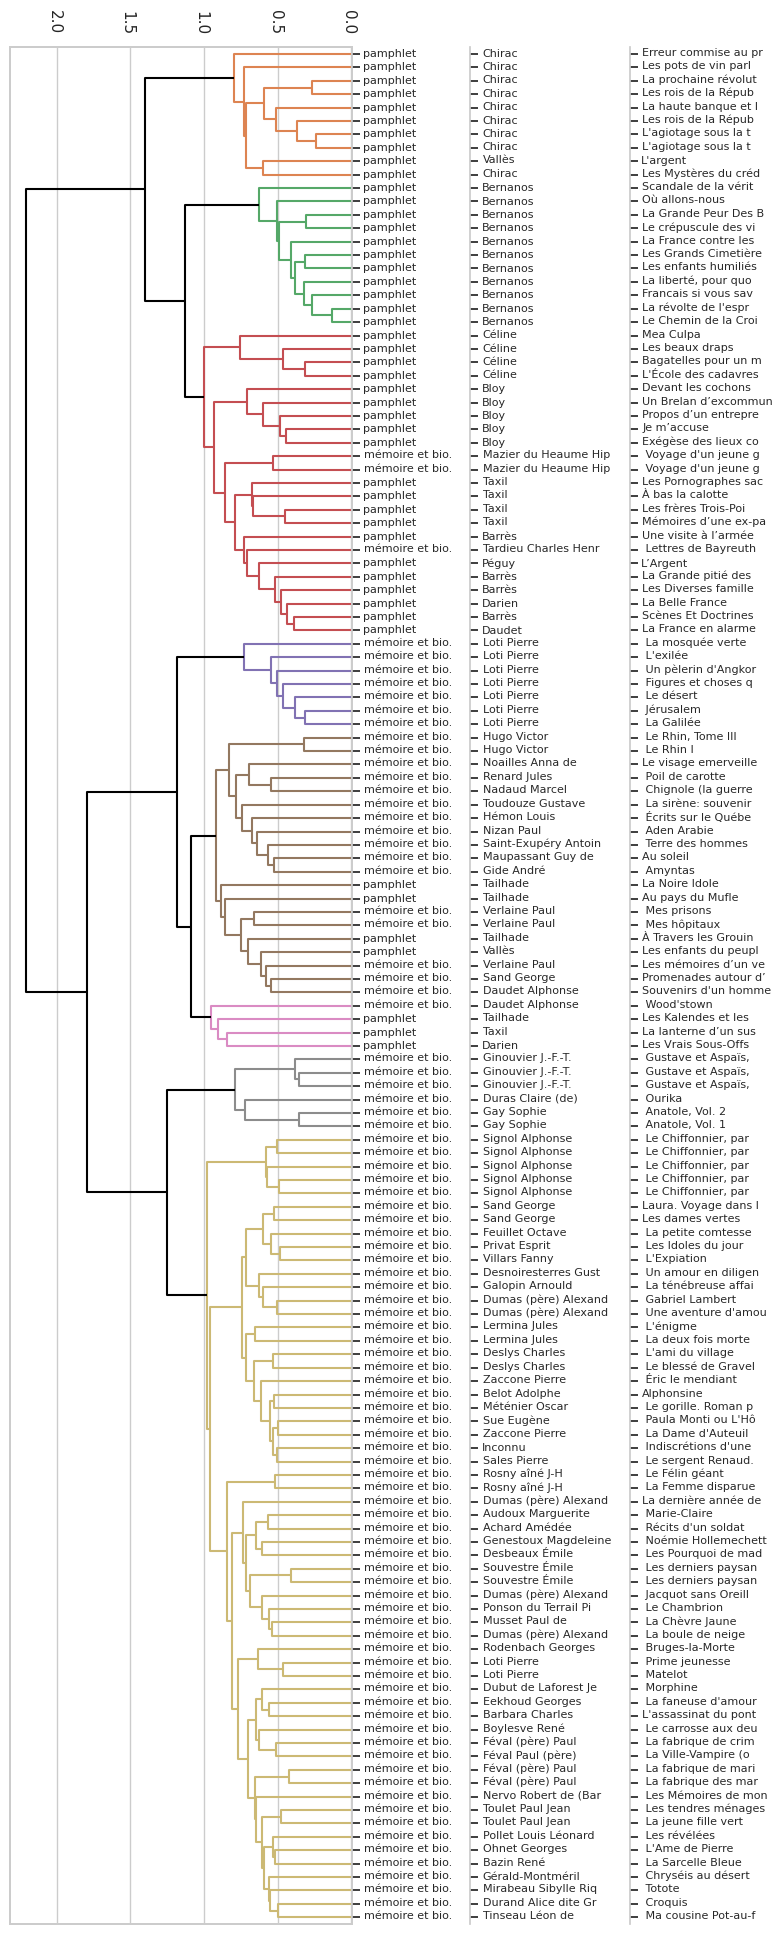 2.0 1.5 1.0 0.5 0.0
pamphlet Chirac Erreur commise au pr
pamphlet Chirac Les pots de vin parl
pamphlet Chirac La prochaine révolut
pamphlet Chirac Les rois de la Répub
pamphlet Chirac La haute banque et l
pamphlet Chirac Les rois de la Répub
pamphlet Chirac L'agiotage sous la t
pamphlet Chirac L'agiotage sous la t
pamphlet Vallès L'argent
pamphlet Chirac Les Mystères du créd
pamphlet Bernanos Scandale de la vérit
pamphlet Bernanos Où allons-nous
pamphlet Bernanos La Grande Peur Des B
pamphlet Bernanos Le crépuscule des vi
pamphlet Bernanos La France contre les
pamphlet Bernanos Les Grands Cimetière
pamphlet Bernanos Les enfants humiliés
pamphlet Bernanos La liberté, pour quo
pamphlet Bernanos Francais si vous sav
pamphlet Bernanos La révolte de l'espr
pamphlet Bernanos Le Chemin de la Croi
pamphlet Céline Mea Culpa
pamphlet Céline Les beaux draps
pamphlet Céline Bagatelles pour un m
pamphlet Céline L'École des cadavres
pamphlet Bloy Devant les cochons
pamphlet Bloy Un Brelan d’excommun
pamphlet Bloy Propos d’un entrepre
pamphlet Bloy Je m’accuse
pamphlet Bloy Exégèse des lieux co
mémoire et bio. Mazier du Heaume Hip Voyage d'un jeune g
mémoire et bio. Mazier du Heaume Hip Voyage d'un jeune g
pamphlet Taxil Les Pornographes sac
pamphlet Taxil À bas la calotte
pamphlet Taxil Les frères Trois-Poi
pamphlet Taxil Mémoires d’une ex-pa
pamphlet Barrès Une visite à l’armée
mémoire et bio. Tardieu Charles Henr Lettres de Bayreuth
pamphlet Péguy L’Argent
pamphlet Barrès La Grande pitié des
pamphlet Barrès Les Diverses famille
pamphlet Darien La Belle France
pamphlet Barrès Scènes Et Doctrines
pamphlet Daudet La France en alarme
mémoire et bio. Loti Pierre La mosquée verte
mémoire et bio. Loti Pierre L'exilée
mémoire et bio. Loti Pierre Un pèlerin d'Angkor
mémoire et bio. Loti Pierre Figures et choses q
mémoire et bio. Loti Pierre Le désert
mémoire et bio. Loti Pierre Jérusalem
mémoire et bio. Loti Pierre La Galilée
mémoire et bio. Hugo Victor Le Rhin, Tome III
mémoire et bio. Hugo Victor Le Rhin I
mémoire et bio. Noailles Anna de Le visage emerveille
mémoire et bio. Renard Jules Poil de carotte
mémoire et bio. Nadaud Marcel Chignole (la guerre
mémoire et bio. Toudouze Gustave La sirène: souvenir
mémoire et bio. Hémon Louis Écrits sur le Québe
mémoire et bio. Nizan Paul Aden Arabie
mémoire et bio. Saint-Exupéry Antoin Terre des hommes
mémoire et bio. Maupassant Guy de Au soleil
mémoire et bio. Gide André Amyntas
pamphlet Tailhade La Noire Idole
pamphlet Tailhade Au pays du Mufle
mémoire et bio. Verlaine Paul Mes prisons
mémoire et bio. Verlaine Paul Mes hôpitaux
pamphlet Tailhade À Travers les Grouin
pamphlet Vallès Les enfants du peupl
mémoire et bio. Verlaine Paul Les mémoires d’un ve
mémoire et bio. Sand George Promenades autour d’
mémoire et bio. Daudet Alphonse Souvenirs d'un homme
mémoire et bio. Daudet Alphonse Wood'stown
pamphlet Tailhade Les Kalendes et les
pamphlet Taxil La lanterne d’un sus
pamphlet Darien Les Vrais Sous-Offs
mémoire et bio. Ginouvier J.-F.-T. Gustave et Aspaïs,
mémoire et bio. Ginouvier J.-F.-T. Gustave et Aspaïs,
mémoire et bio. Ginouvier J.-F.-T. Gustave et Aspaïs,
mémoire et bio. Duras Claire (de) Ourika
mémoire et bio. Gay Sophie Anatole, Vol. 2
mémoire et bio. Gay Sophie Anatole, Vol. 1
mémoire et bio. Signol Alphonse Le Chiffonnier, par
mémoire et bio. Signol Alphonse Le Chiffonnier, par
mémoire et bio. Signol Alphonse Le Chiffonnier, par
mémoire et bio. Signol Alphonse Le Chiffonnier, par
mémoire et bio. Signol Alphonse Le Chiffonnier, par
mémoire et bio. Sand George Laura. Voyage dans l
mémoire et bio. Sand George Les dames vertes
mémoire et bio. Feuillet Octave La petite comtesse
mémoire et bio. Privat Esprit Les Idoles du jour
mémoire et bio. Villars Fanny L'Expiation
mémoire et bio. Desnoiresterres Gust Un amour en diligen
mémoire et bio. Galopin Arnould La ténébreuse affai
mémoire et bio. Dumas (père) Alexand Gabriel Lambert
mémoire et bio. Dumas (père) Alexand Une aventure d'amou
mémoire et bio. Lermina Jules L'énigme
mémoire et bio. Lermina Jules La deux fois morte
mémoire et bio. Deslys Charles L'ami du village
mémoire et bio. Deslys Charles Le blessé de Gravel
mémoire et bio. Zaccone Pierre Éric le mendiant
mémoire et bio. Belot Adolphe Alphonsine
mémoire et bio. Méténier Oscar Le gorille. Roman p
mémoire et bio. Sue Eugène Paula Monti ou L'Hô
mémoire et bio. Zaccone Pierre La Dame d'Auteuil
mémoire et bio. Inconnu Indiscrétions d'une
mémoire et bio. Sales Pierre Le sergent Renaud.
mémoire et bio. Rosny aîné J-H Le Félin géant
mémoire et bio. Rosny aîné J-H La Femme disparue
mémoire et bio. Dumas (père) Alexand La dernière année de
mémoire et bio. Audoux Marguerite Marie-Claire
mémoire et bio. Achard Amédée Récits d'un soldat
mémoire et bio. Genestoux Magdeleine Noémie Hollemechett
mémoire et bio. Desbeaux Émile Les Pourquoi de mad
mémoire et bio. Souvestre Émile Les derniers paysan
mémoire et bio. Souvestre Émile Les derniers paysan
mémoire et bio. Dumas (père) Alexand Jacquot sans Oreill
mémoire et bio. Ponson du Terrail Pi Le Chambrion
mémoire et bio. Musset Paul de La Chèvre Jaune
mémoire et bio. Dumas (père) Alexand La boule de neige
mémoire et bio. Rodenbach Georges Bruges-la-Morte
mémoire et bio. Loti Pierre Prime jeunesse
mémoire et bio. Loti Pierre Matelot
mémoire et bio. Dubut de Laforest Je Morphine
mémoire et bio. Eekhoud Georges La faneuse d'amour
mémoire et bio. Barbara Charles L'assassinat du pont
mémoire et bio. Boylesve René Le carrosse aux deu
mémoire et bio. Féval (père) Paul La fabrique de crim
mémoire et bio. Féval Paul (père) La Ville-Vampire (o
mémoire et bio. Féval (père) Paul La fabrique de mari
mémoire et bio. Féval (père) Paul La fabrique des mar
mémoire et bio. Nervo Robert de (Bar Les Mémoires de mon
mémoire et bio. Toulet Paul Jean Les tendres ménages
mémoire et bio. Toulet Paul Jean La jeune fille vert
mémoire et bio. Pollet Louis Léonard Les révélées
mémoire et bio. Ohnet Georges L'Ame de Pierre
mémoire et bio. Bazin René La Sarcelle Bleue
mémoire et bio. Gérald-Montméril Chryséis au désert
mémoire et bio. Mirabeau Sibylle Riq Totote
mémoire et bio. Durand Alice dite Gr Croquis
mémoire et bio. Tinseau Léon de Ma cousine Pot-au-f